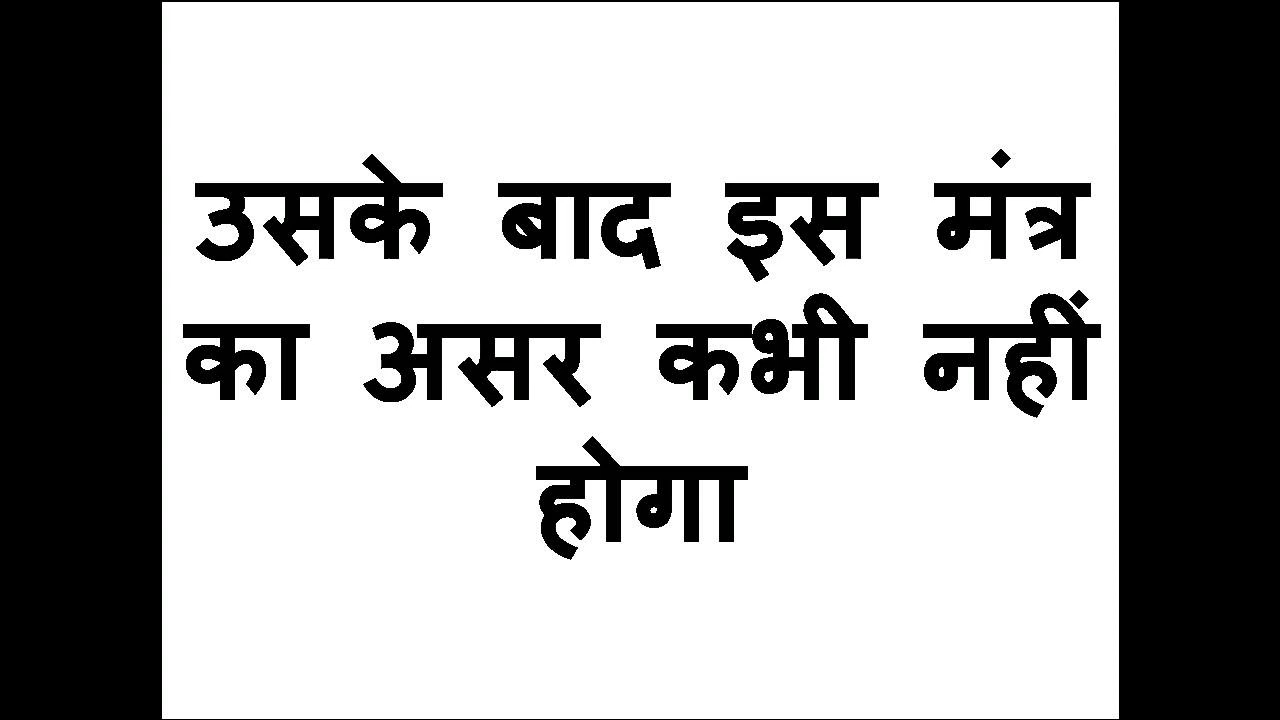 उसके बाद इस मंत्र
का असर कभी नहीं
होगा